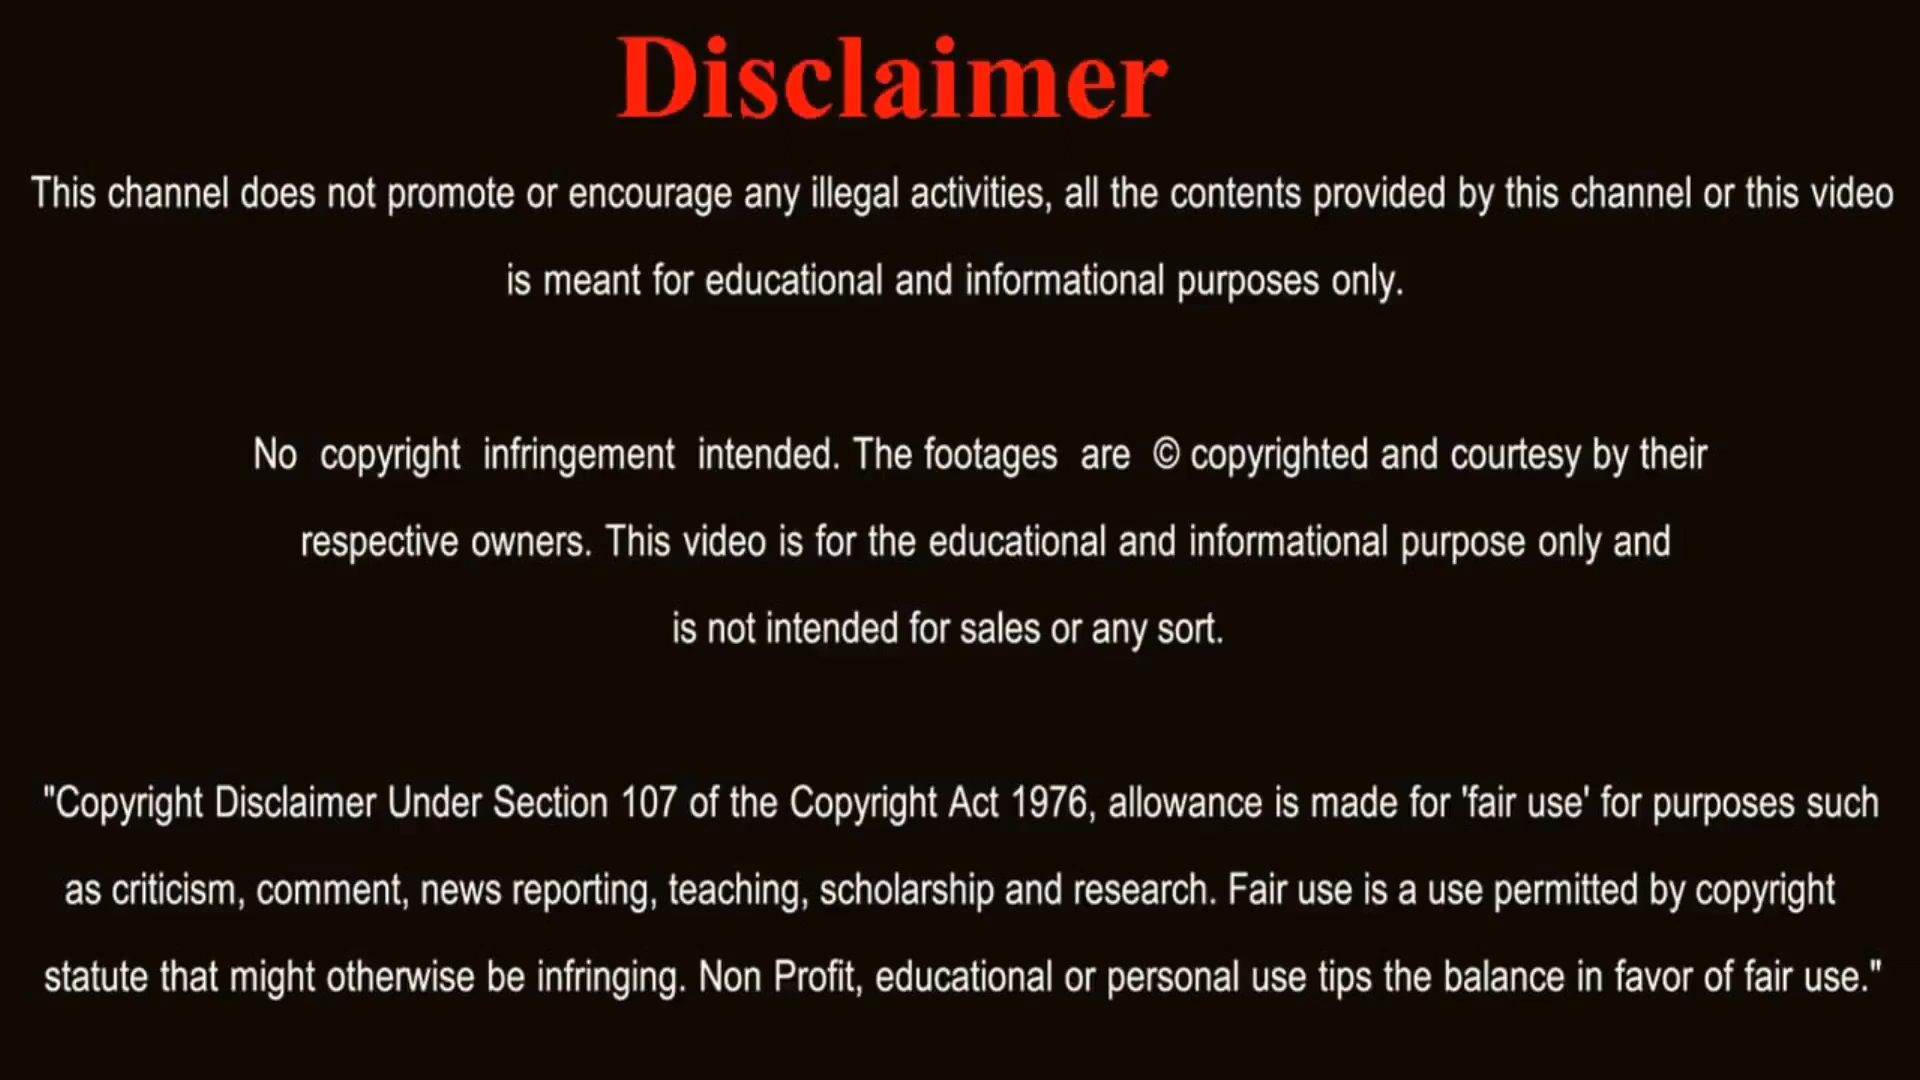 Disclaimer
This channel does not promote or encourage any illegal activities, all the contents provided by this channel or this video
is meant for educational and informational purposes only.
No copyright infringement intended. The footages are © copyrighted and courtesy by their
respective owners. This video is for the educational and informational purpose only and
is not intended for sales or any sort.
"Copyright Disclaimer Under Section 107 of the Copyright Act 1976, allowance is made for 'fair use' for purposes such
as criticism, comment, news reporting, teaching, scholarship and research. Fair use is a use permitted by copyright
statute that might otherwise be infringing. Non Profit, educational or personal use tips the balance in favor of fair use."